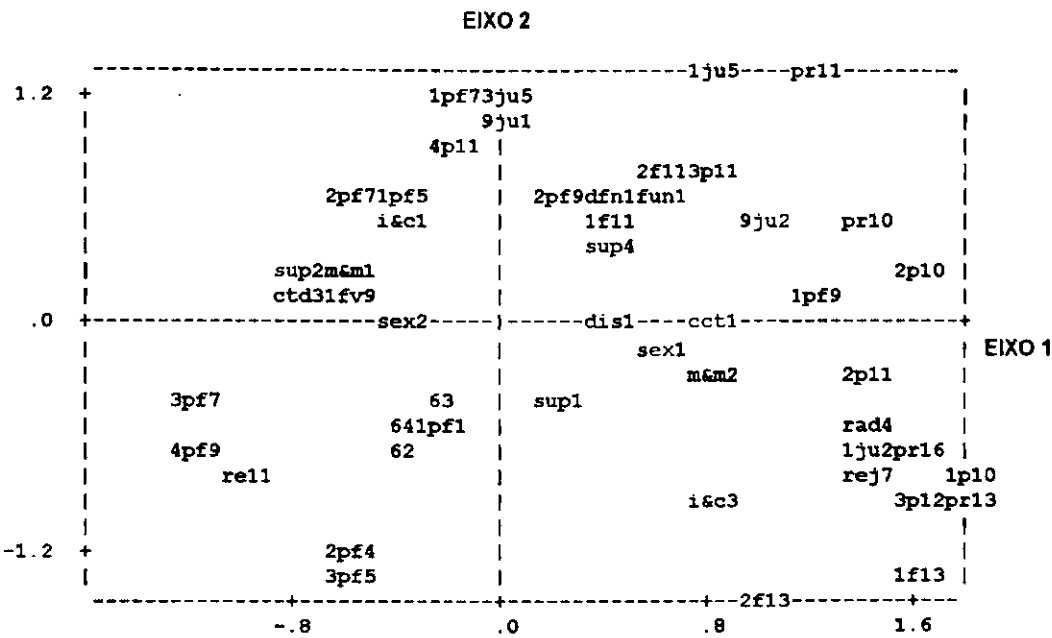 EIXO 2
1ju5----pr11
1.2 + 1pf73ju5
9ju1
4p11
2f113p11
2pf71pf5 2pf9dfn1fun1
i&c1 1f11 9ju2 pr10
sup4
sup2m&m1 2p10
ctd31fv9 1pf9
.0 +-----sex2---dis1----cct1-----+
sex1 EIXO 1
m&m2 2p11
3pf7 63 sup1
641pf1 rad4
4pf9 62 1ju2pr16
re11 rej7 1p10
i&c3 3p12pr13
-1.2 + 2pf4
3pf5 1f13
2f13
-.8 .0 .8 1.6